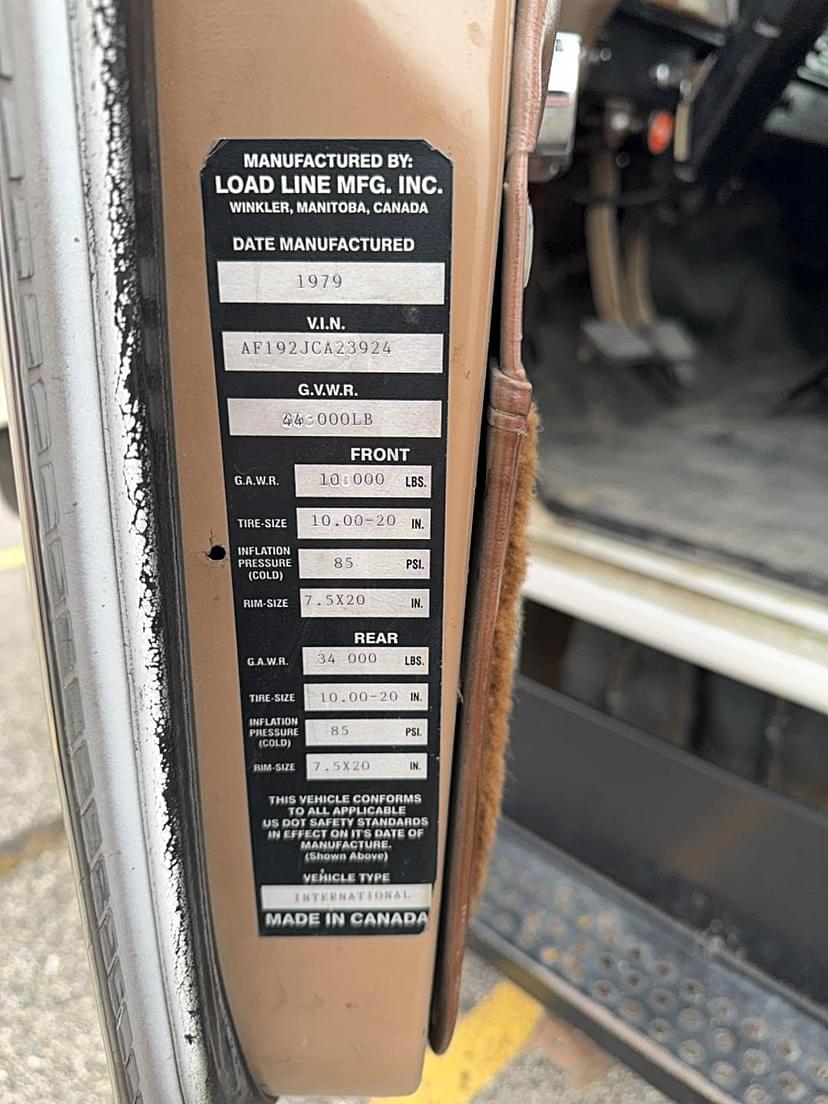 MANUFACTURED BY:
LOAD LINE MFG. INC.
WINKLER, MANITOBA, CANADA
DATE MANUFACTURED
1979
V.I.N.
AF192JCA23924
G.V.W.R.
44 000LB
FRONT
G.A.W.R. 10 000 LBS.
TIRE-SIZE 10.00-20 IN.
INFLATION
PRESSURE 85 PSI.
(COLD)
RIM-SIZE 7.5X20 IN.
REAR
G.A.W.R. 34 000 LBS.
TIRE-SIZE 10.00-20 IN.
INFLATION
PRESSURE 85 PSI.
(COLD)
RIM-SIZE 7.5X20 IN.
THIS VEHICLE CONFORMS
TO ALL APPLICABLE
US DOT SAFETY STANDARDS
IN EFFECT ON IT'S DATE OF
MANUFACTURE.
(Shown Above)
VEHICLE TYPE
INTERNATIONAL
MADE IN CANADA